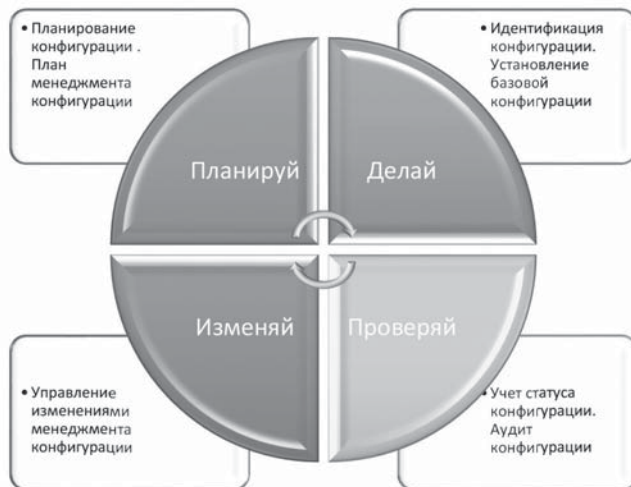 • Планирование
конфигурации .
План
менеджмента
конфигурации
• Идентификация
конфигурации.
Установление
базовой
конфигурации
Планируй
Делай
Изменяй
Проверяй
• Управление
изменениями
менеджмента
конфигурации
• Учет статуса
конфигурации.
Аудит
конфигурации